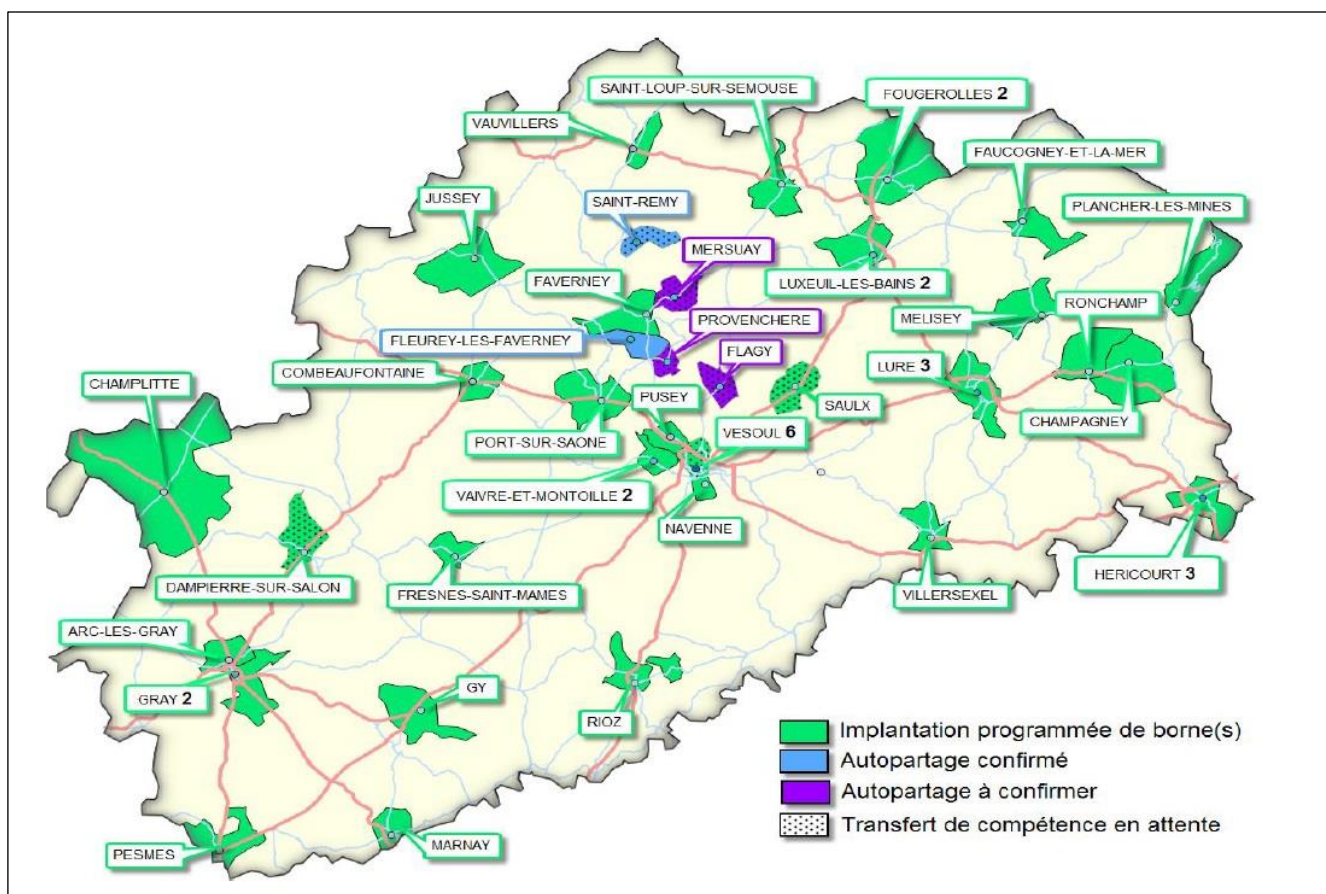 SAINT-LOUP-SUR-SEMOUSE
FOUGEROLLES 2
VAUVILLERS
FAUCOGNEY-ET-LA-MER
JUSSEY
SAINT-REMY
PLANCHER-LES-MINES
MERSUAY
FAVERNEY
LUXEUIL-LES-BAINS 2
RONCHAMP
MELISEY
PROVENCHERE
FLEUREY-LES-FAVERNEY
FLAGY
LURE 3
COMBEAUFONTAINE
CHAMPLITTE
PUSEY
SAULX
CHAMPAGNEY
PORT-SUR-SAONE
VESOUL 6
VAIVRE-ET-MONTOILLE 2
NAVENNE
HERICOURT 3
DAMPIERRE-SUR-SALON
FRESNES-SAINT-MAMES
VILLERSEXEL
ARC-LES-GRAY
GRAY 2
GY
RIOZ
Implantation programmée de borne(s)
Autopartage confirmé
Autopartage à confirmer
Transfert de compétence en attente
MARNAY
PESMES